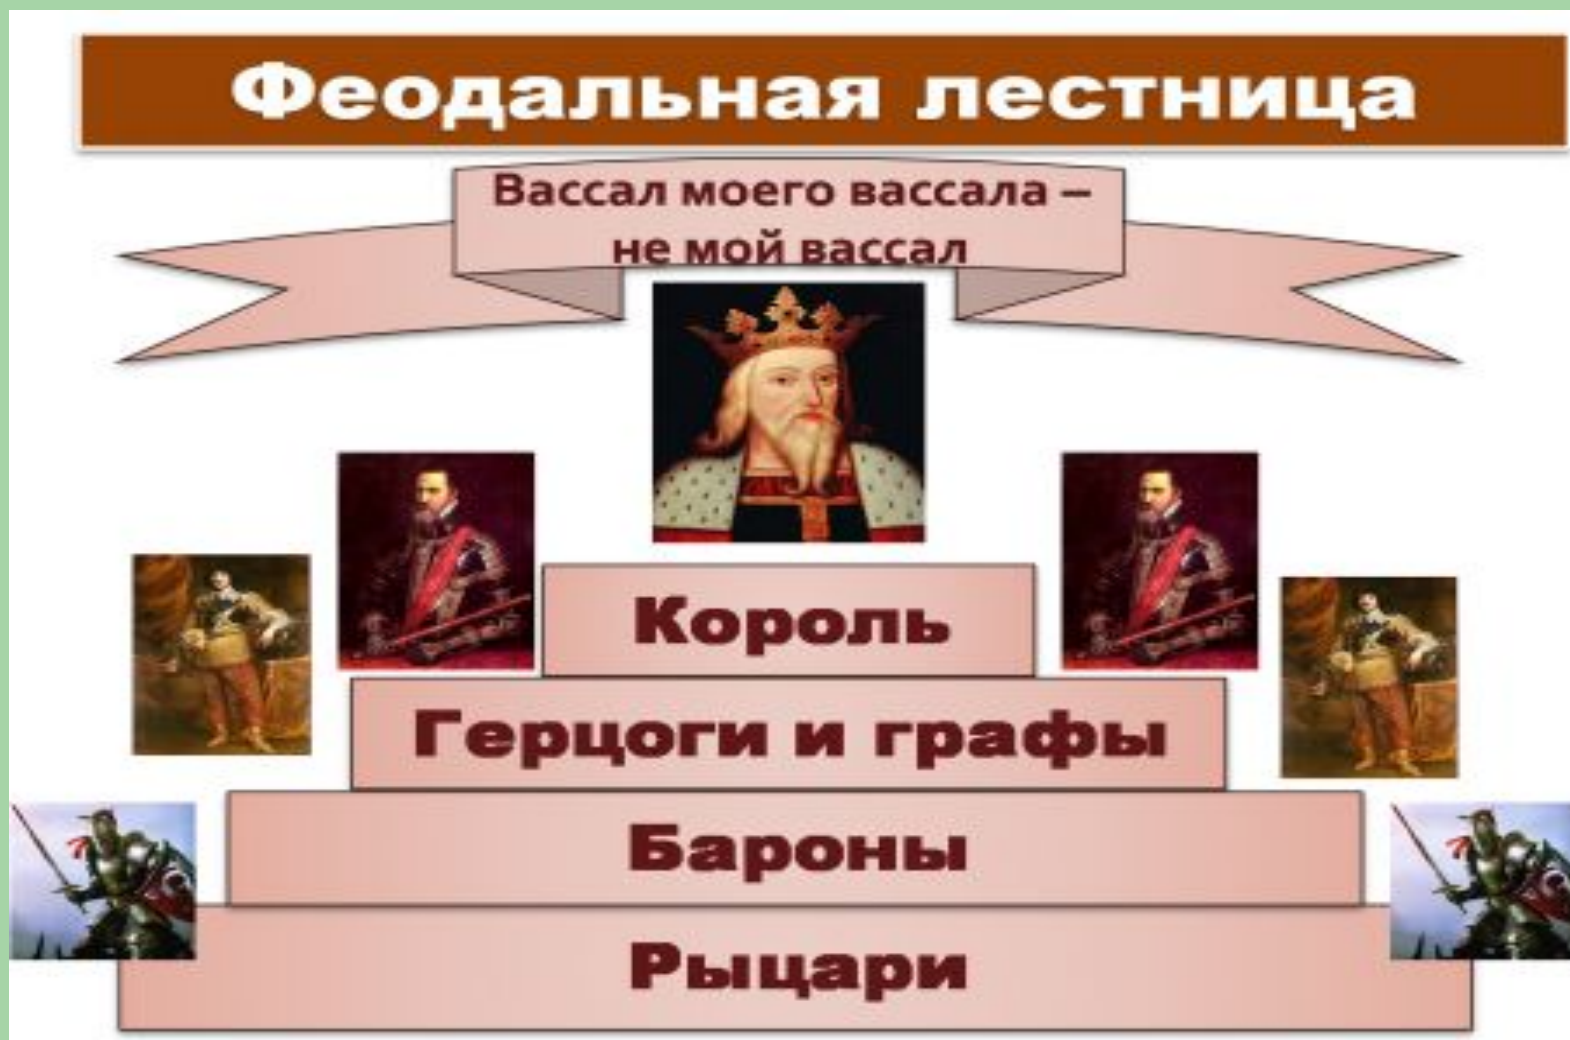 Феодальная лестница
Вассал моего вассала –
не мой вассал
Король
Герцоги и графы
Бароны
Рыцари